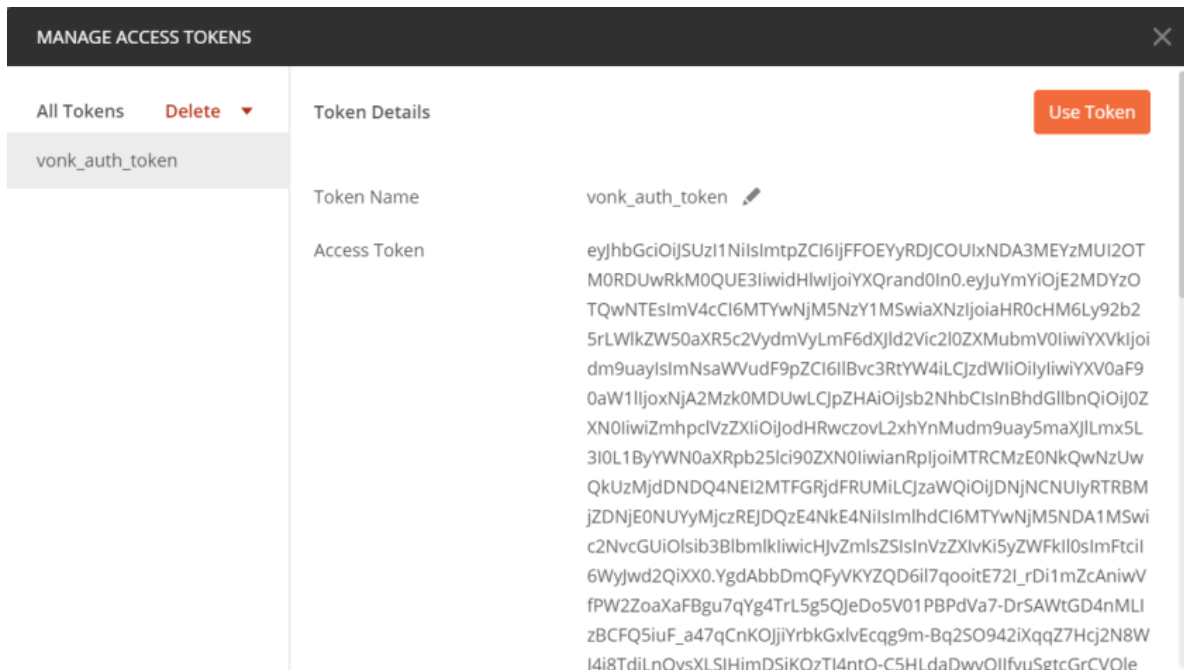 MANAGE ACCESS TOKENS
All Tokens Delete
vonk_auth_token
Token Details
Use Token
Token Name
vonk_auth_token
Access Token
eyJhbGciOiJSUzI1NiIsImtpZCI6IjFFOEYyRDJCOUIxNDA3MEYzMUI2OT
M0RDUwRkM0QUE3IiwidHlwIjoiYXQrand0In0.eyJuYmYiOjE2MDYzO
TQwNTEsImV4cCI6MTYwNjM5NzY1MSwiaXNzIjoiaHR0cHM6Ly92b2
5rLWlkZW50aXR5c2VydmVyLmF6dXJld2Vic2l0ZXMubmV0IiwiYXVkIjoi
dm9uayIsImNsaWVudF9pZCI6IlBvc3RtYW4iLCJzdWIiOiIyIiwiYXV0aF9
0aW1lIjoxNjA2Mzk0MDUwLCJpZHAiOiJsb2NhbCIsInBhdGllbnQiOiJ0Z
XN0IiwiZmhpclVzZXIiOiJodHRwczovL2xhYnMudm9uay5maXJlLmx5L
3I0L1ByYWN0aXRpb25lci90ZXN0IiwianRpIjoiMTRCMzE0NkQwNzUw
QkUzMjdDNDQ4NEI2MTFGRjdFRUMiLCJzaWQiOiJDNjNCNUIyRTRBM
jZDNjE0NUYyMjczREJDQzE4NkE4NiIsImlhdCI6MTYwNjM5NDA1MSwi
c2NvcGUiOlsib3BlbmlkIiwicHJvZmlsZSIsInVzZXIvKi5yZWFkIl0sImFtciI
6WyJwd2QiXX0.YgdAbbDmQFyVKYZQD6il7qooitE72I_rDi1mZcAniwV
fPW2ZoaXaFBgu7qYg4TrL5g5QJeDo5V01PBPdVa7-DrSAWtGD4nMLI
zBCFQ5iuF_a47qCnKOJjiYrbkGxlvEcqg9m-Bq2SO942iXqqZ7Hcj2N8W